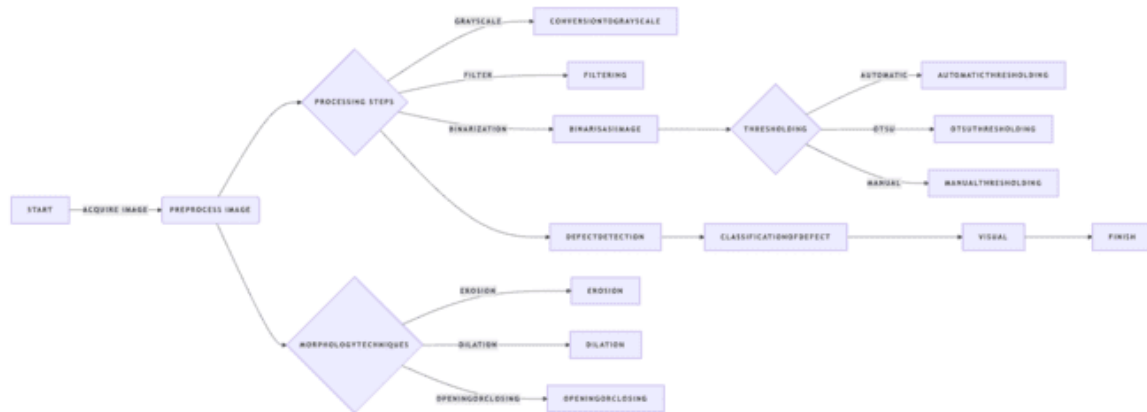 GRAYSCALE
CONVERSIONTOGRAYSCALE
FILTER
FILTERING
PROCESSING STEPS
AUTOMATIC
AUTOMATICTHRESHOLDING
BINARIZATION
BINARISASIIMAGE
THRESHOLDING
OTSU
OTSUTHRESHOLDING
MANUAL
MANUALTHRESHOLDING
START
ACQUIRE IMAGE
PREPROCESS IMAGE
DEFECTDETECTION
CLASSIFICATIONOFDEFECT
VISUAL
FINISH
EROSION
EROSION
MORPHOLOGYTECHNIQUES
DILATION
DILATION
OPENINGORCLOSING
OPENINGORCLOSING